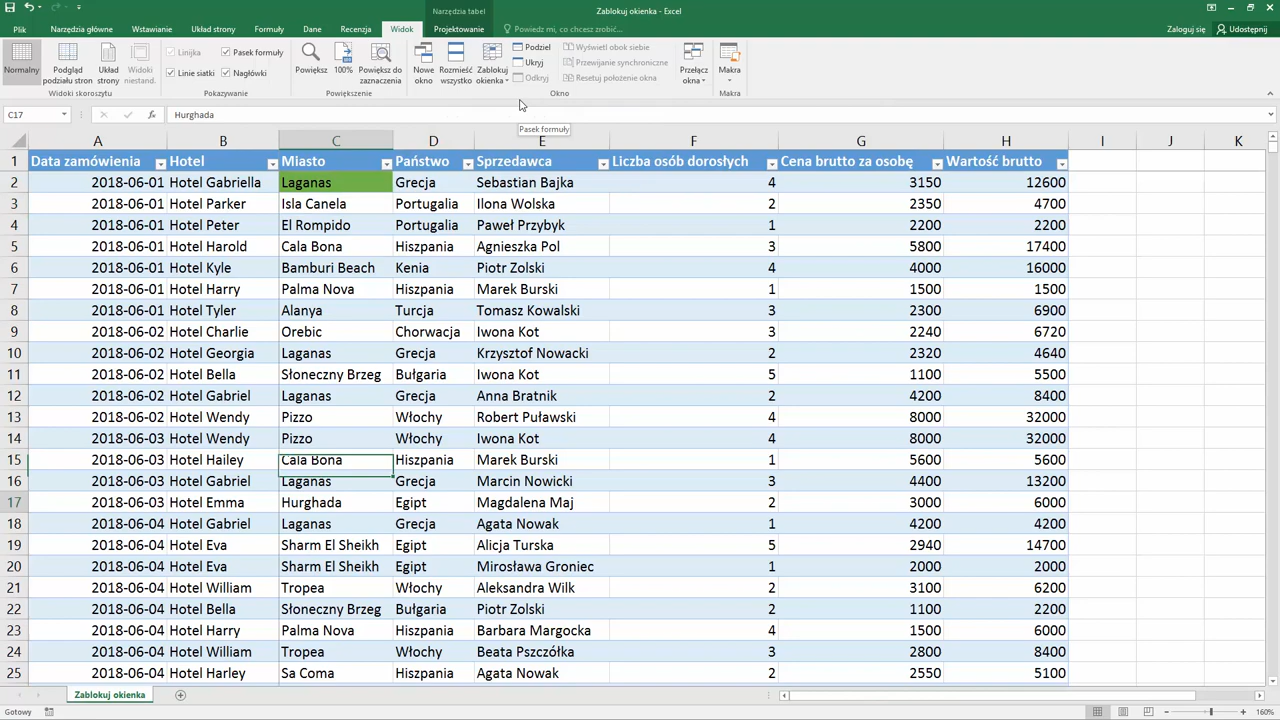 Narzędzia tabel
Zablokuj okienka - Excel
Plik
Narzędzia główne
Wstawianie
Układ strony
Formuły
Dane
Recenzja
Widok
Projektowanie
Powiedz mi, co chcesz zrobić...
Zaloguj się
Udostępnij
Normalny
Podgląd podziału stron
Układ strony
Widoki niestand.
Widoki skoroszytu
Linijka
Pasek formuły
Linie siatki
Nagłówki
Pokazywanie
Powiększ
100%
Powiększ do zaznaczenia
Powiększenie
Nowe okno
Rozmieść wszystko
Zablokuj okienka
Podziel
Ukryj
Odkryj
Wyświetl obok siebie
Przewijanie synchroniczne
Resetuj położenie okna
Przełącz okna
Okno
Makra
Makra
C17
fx
Hurghada
Pasek formuły
A B C D E F G H I J K
1 Data zamówienia Hotel Miasto Państwo Sprzedawca Liczba osób dorosłych Cena brutto za osobę Wartość brutto
2 2018-06-01 Hotel Gabriella Laganas Grecja Sebastian Bajka 4 3150 12600
3 2018-06-01 Hotel Parker Isla Canela Portugalia Ilona Wolska 2 2350 4700
4 2018-06-01 Hotel Peter El Rompido Portugalia Paweł Przybyk 1 2200 2200
5 2018-06-01 Hotel Harold Cala Bona Hiszpania Agnieszka Pol 3 5800 17400
6 2018-06-01 Hotel Kyle Bamburi Beach Kenia Piotr Zolski 4 4000 16000
7 2018-06-01 Hotel Harry Palma Nova Hiszpania Marek Burski 1 1500 1500
8 2018-06-01 Hotel Tyler Alanya Turcja Tomasz Kowalski 3 2300 6900
9 2018-06-02 Hotel Charlie Orebic Chorwacja Iwona Kot 3 2240 6720
10 2018-06-02 Hotel Georgia Laganas Grecja Krzysztof Nowacki 2 2320 4640
11 2018-06-02 Hotel Bella Słoneczny Brzeg Bułgaria Iwona Kot 5 1100 5500
12 2018-06-02 Hotel Gabriel Laganas Grecja Anna Bratnik 2 4200 8400
13 2018-06-02 Hotel Wendy Pizzo Włochy Robert Puławski 4 8000 32000
14 2018-06-03 Hotel Wendy Pizzo Włochy Iwona Kot 4 8000 32000
15 2018-06-03 Hotel Hailey Cala Bona Hiszpania Marek Burski 1 5600 5600
16 2018-06-03 Hotel Gabriel Laganas Grecja Marcin Nowicki 3 4400 13200
17 2018-06-03 Hotel Emma Hurghada Egipt Magdalena Maj 2 3000 6000
18 2018-06-04 Hotel Gabriel Laganas Grecja Agata Nowak 1 4200 4200
19 2018-06-04 Hotel Eva Sharm El Sheikh Egipt Alicja Turska 5 2940 14700
20 2018-06-04 Hotel Eva Sharm El Sheikh Egipt Mirosława Groniec 1 2000 2000
21 2018-06-04 Hotel William Tropea Włochy Aleksandra Wilk 2 3100 6200
22 2018-06-04 Hotel Bella Słoneczny Brzeg Bułgaria Piotr Zolski 2 1100 2200
23 2018-06-04 Hotel Harry Palma Nova Hiszpania Barbara Margocka 4 1500 6000
24 2018-06-04 Hotel William Tropea Włochy Beata Pszczółka 3 2800 8400
25 2018-06-04 Hotel Harley Sa Coma Hiszpania Agata Nowak 2 2550 5100
Zablokuj okienka
Gotowy
160%